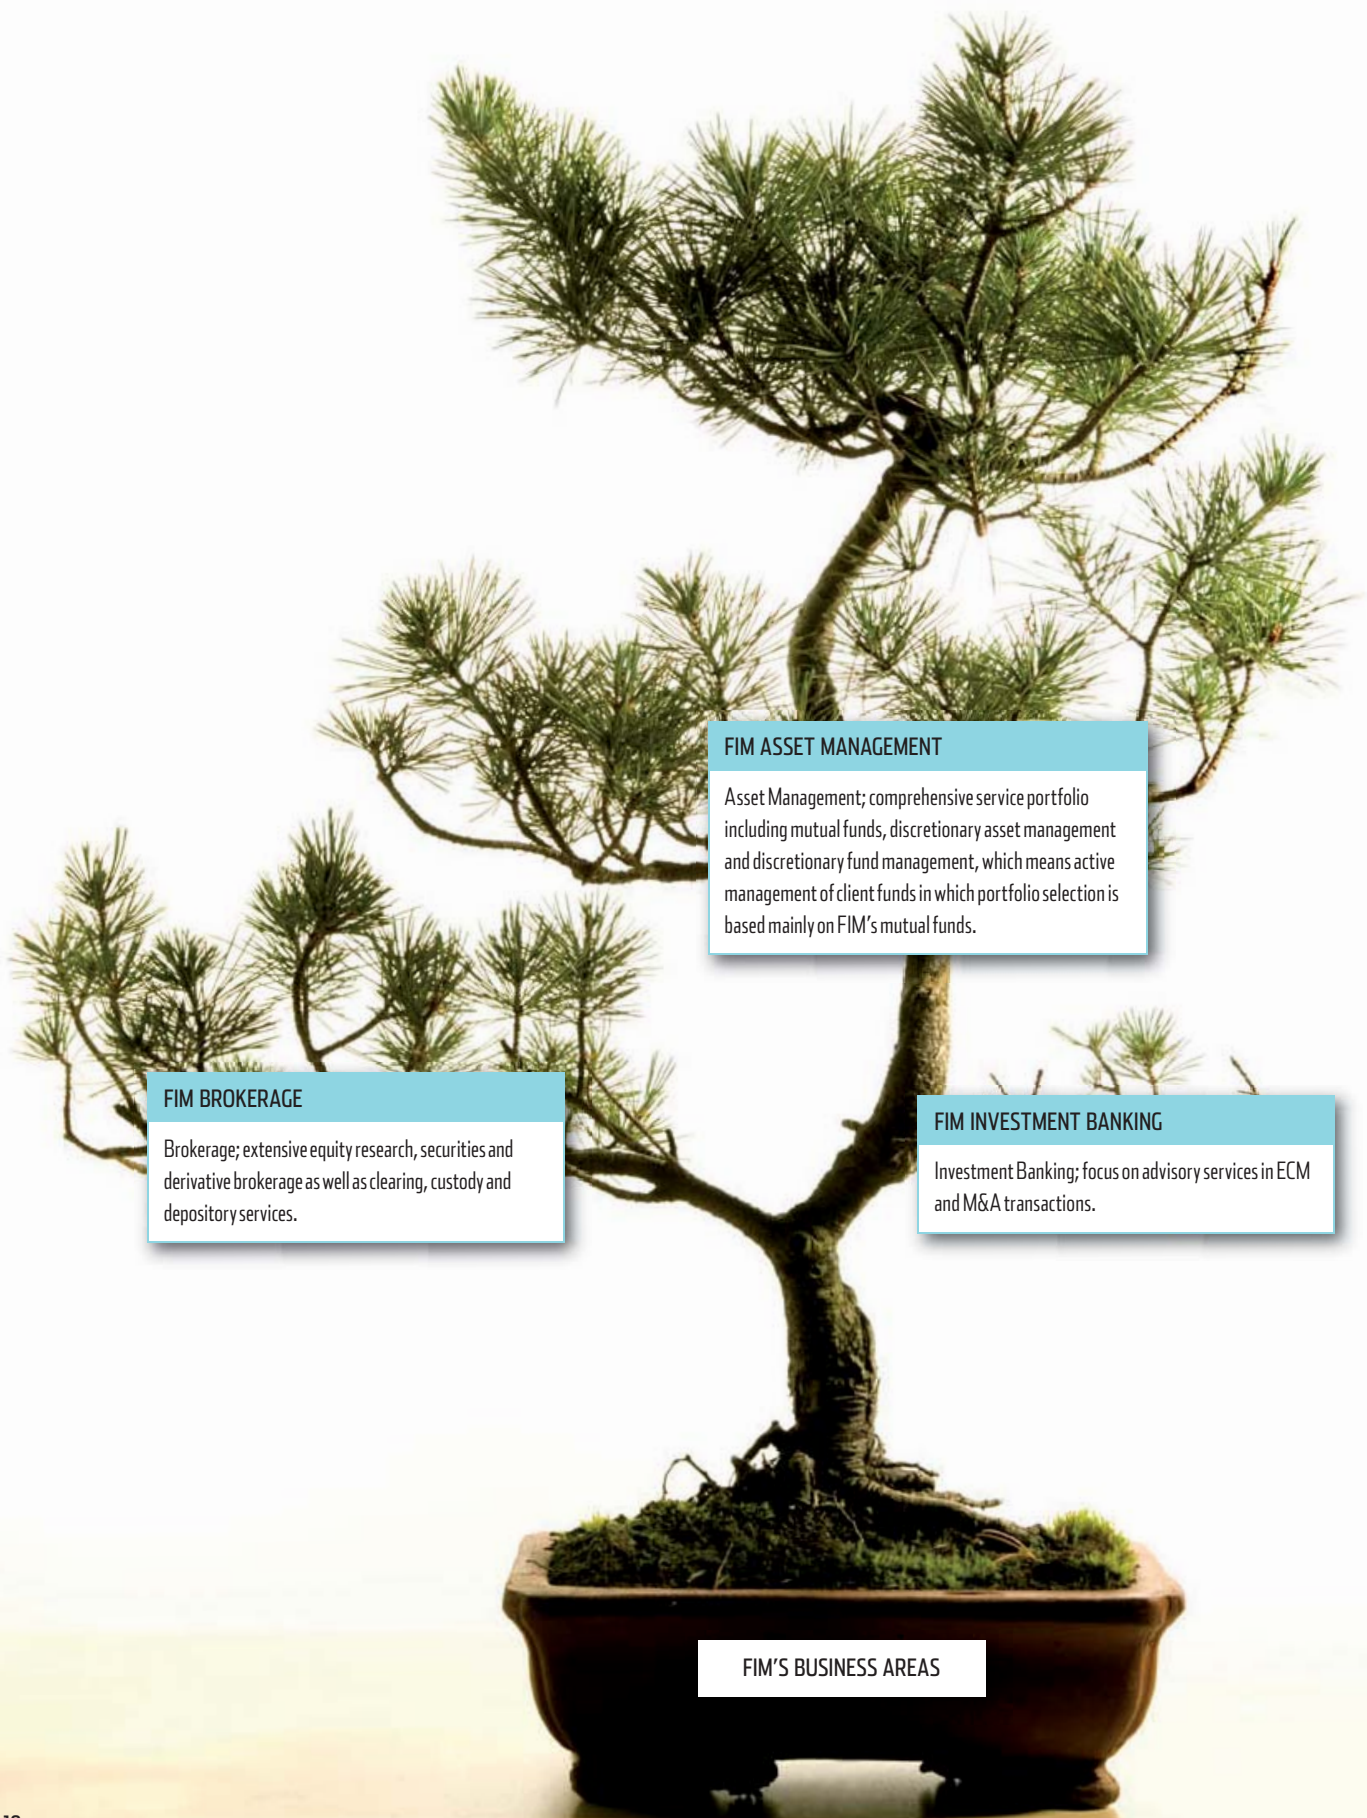 FIM ASSET MANAGEMENT
Asset Management; comprehensive service portfolio
including mutual funds, discretionary asset management
and discretionary fund management, which means active
management of client funds in which portfolio selection is
based mainly on FIM's mutual funds.
FIM BROKERAGE
Brokerage; extensive equity research, securities and
derivative brokerage as well as clearing, custody and
depository services.
FIM INVESTMENT BANKING
Investment Banking; focus on advisory services in ECM
and M&A transactions.
FIM'S BUSINESS AREAS